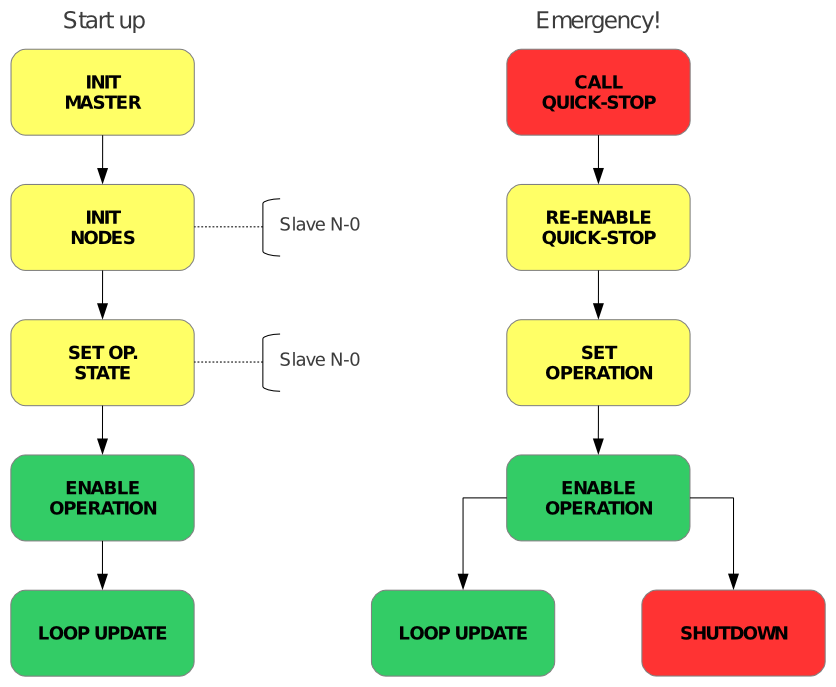 Start up
INIT
MASTER
INIT
NODES
Slave N-0
SET OP.
STATE
Slave N-0
ENABLE
OPERATION
LOOP UPDATE
Emergency!
CALL
QUICK-STOP
RE-ENABLE
QUICK-STOP
SET
OPERATION
ENABLE
OPERATION
LOOP UPDATE
SHUTDOWN